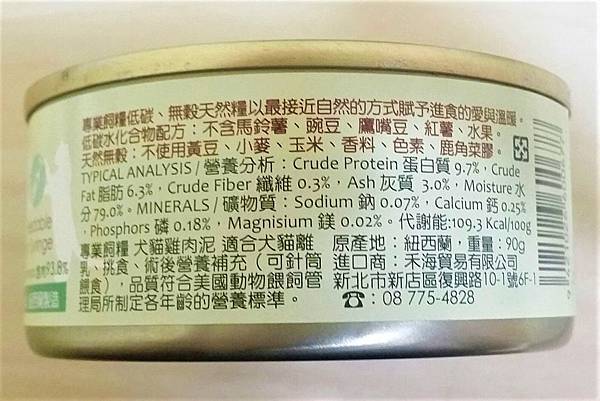 專業飼糧低碳、無穀天然糧以最接近自然的方式賦予進食的愛與溫暖。
低碳水化合物配方：不含馬鈴薯、豌豆、鷹嘴豆、紅薯、水果。
天然無穀：不使用黃豆、小麥、玉米、香料、色素、鹿角菜膠。
TYPICAL ANALYSIS / 營養分析：Crude Protein 蛋白質 9.7%, Crude
Fat 脂肪 6.3%, Crude Fiber 纖維 0.3%, Ash 灰質 3.0%, Moisture 水
分 79.0%。MINERALS / 礦物質：Sodium 鈉 0.07%, Calcium 鈣 0.25%
, Phosphors 磷 0.18%, Magnisium 鎂 0.02%。代謝能:109.3 Kcal/100g
專業飼糧 犬貓雞肉泥 適合犬貓離
乳、挑食、術後營養補充（可針筒
餵食），品質符合美國動物餵飼管
理局所制定各年齡的營養標準。
原產地：紐西蘭，重量：90g
進口商：禾海貿易有限公司
新北市新店區復興路10-1號6F-1
☎：08 775-4828
3.8%
製造